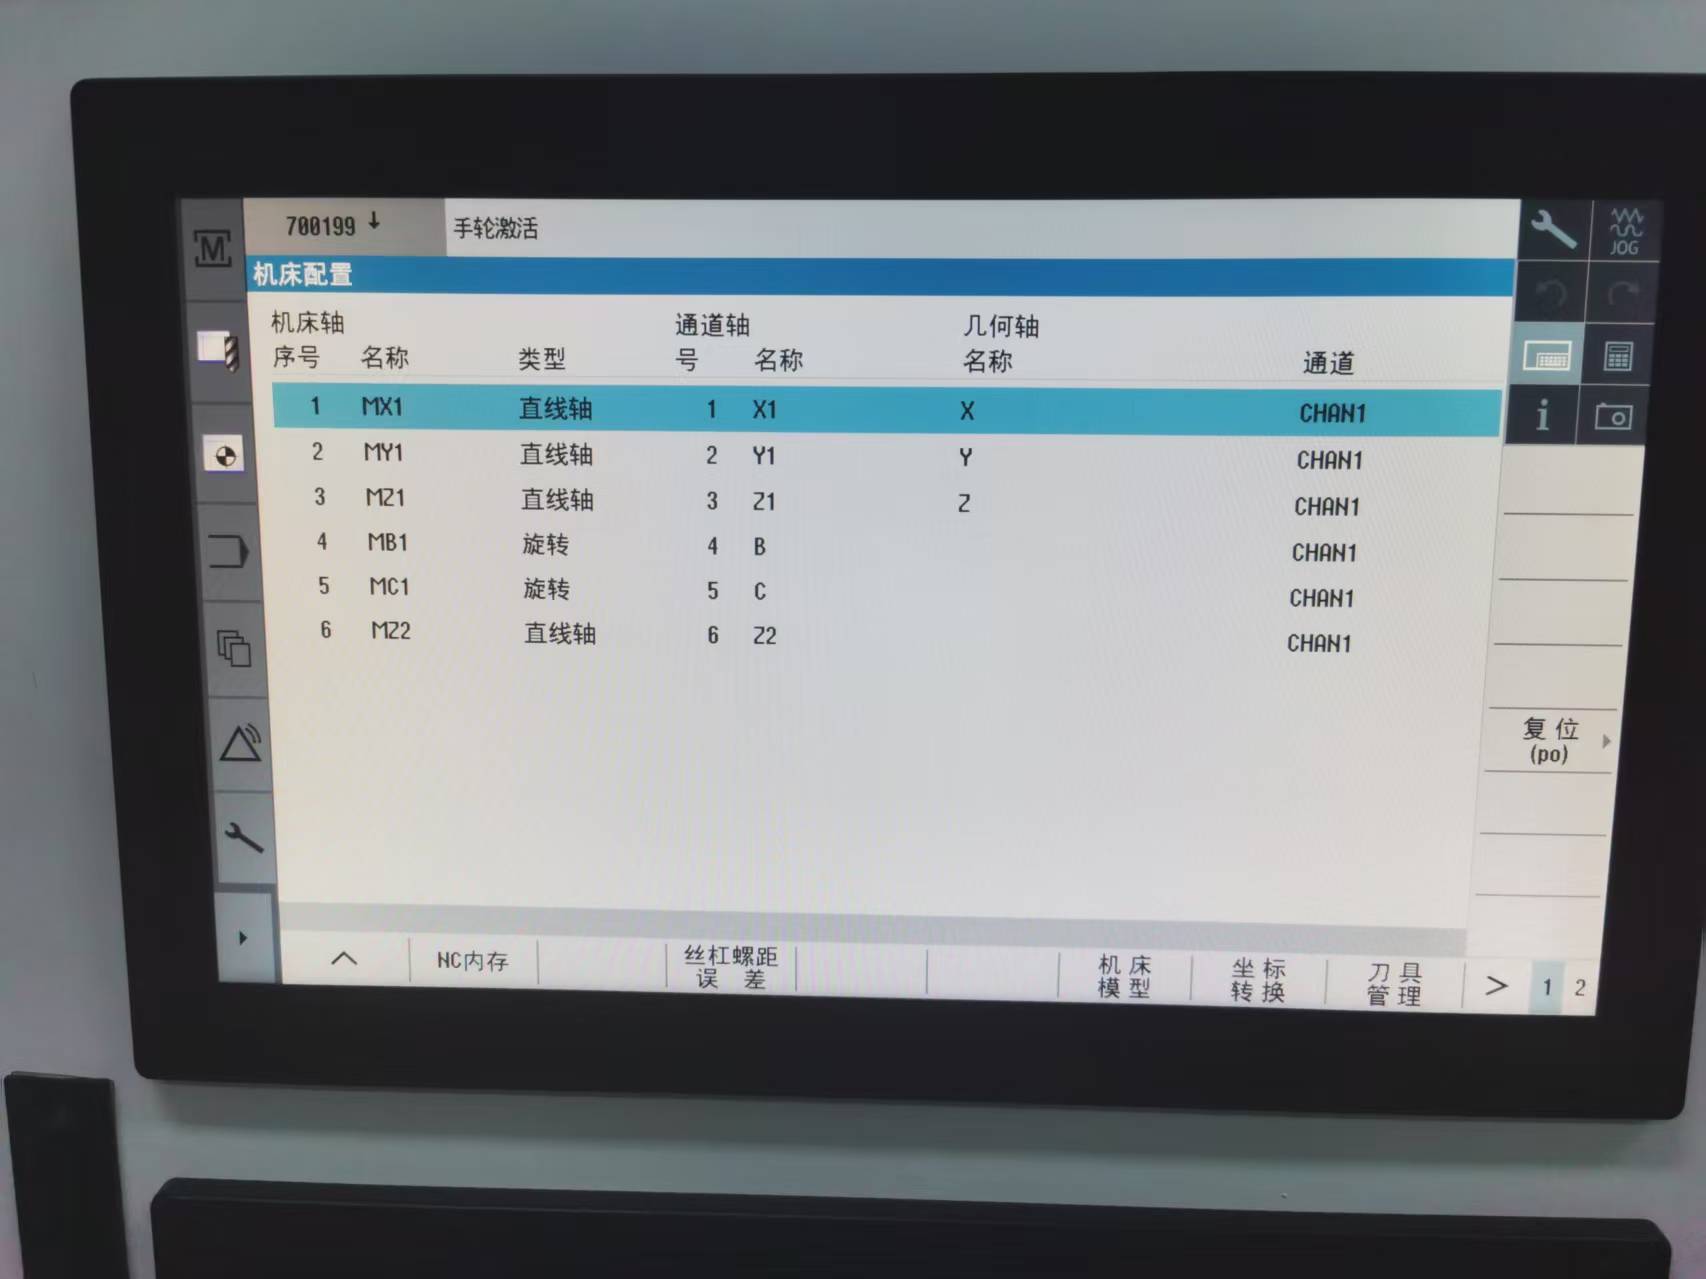 700199 ↓ 手轮激活
JOG
M
机床配置
机床轴 通道轴 几何轴
序号 名称 类型 号 名称 名称 通道
1 MX1 直线轴 1 X1 X CHAN1
2 MY1 直线轴 2 Y1 Y CHAN1
3 MZ1 直线轴 3 Z1 Z CHAN1
4 MB1 旋转 4 B CHAN1
5 MC1 旋转 5 C CHAN1
6 MZ2 直线轴 6 Z2 CHAN1
i
复位
(po)
NC内存
丝杠螺距
误 差
机床
模型
坐标
转换
刀具
管理
> 1 2